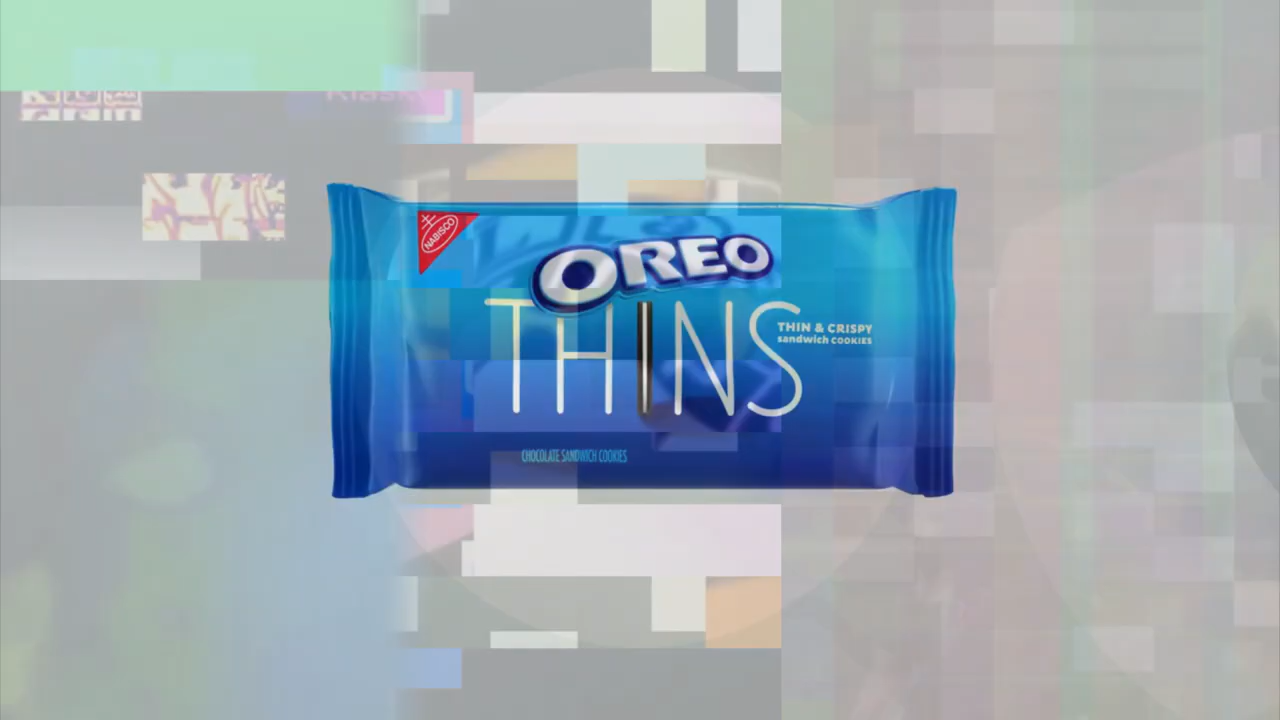 NABISCO
OREO
THINS
THIN & CRISPY
sandwich COOKIES
CHOCOLATE SANDWICH COOKIES